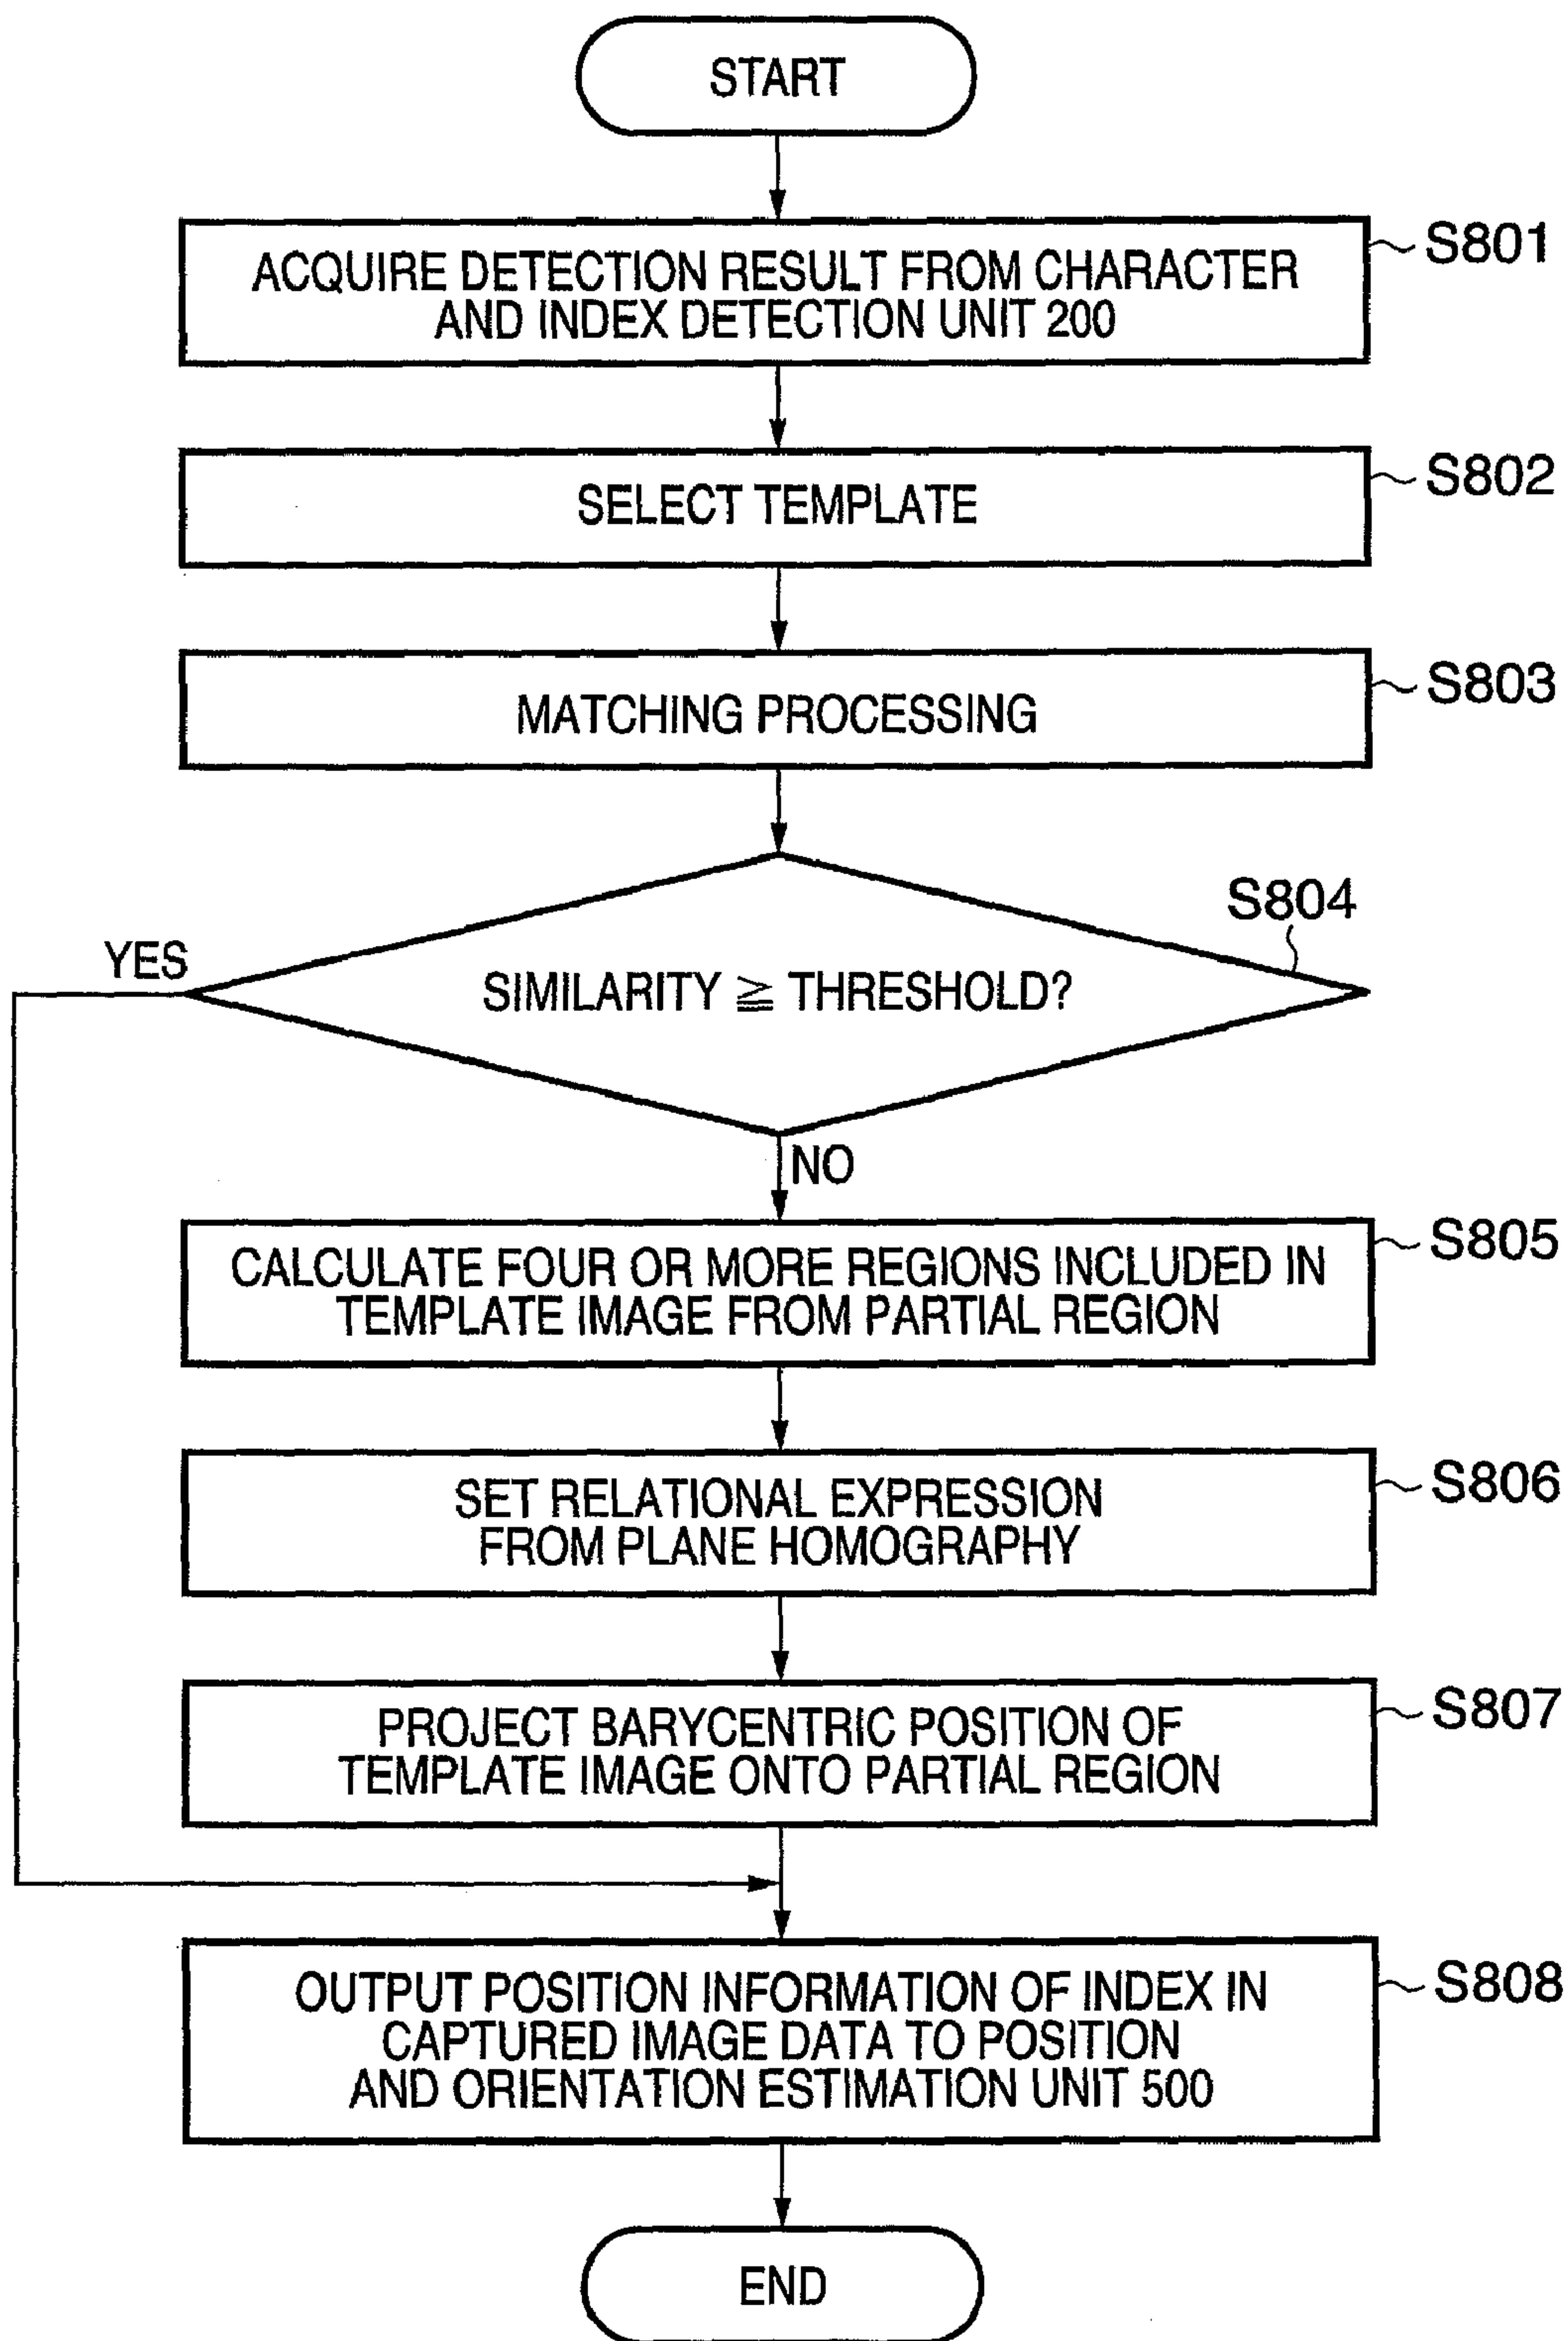 START
S801
ACQUIRE DETECTION RESULT FROM CHARACTER
AND INDEX DETECTION UNIT 200
S802
SELECT TEMPLATE
S803
MATCHING PROCESSING
S804
YES
SIMILARITY ≧ THRESHOLD?
NO
S805
CALCULATE FOUR OR MORE REGIONS INCLUDED IN
TEMPLATE IMAGE FROM PARTIAL REGION
S806
SET RELATIONAL EXPRESSION
FROM PLANE HOMOGRAPHY
S807
PROJECT BARYCENTRIC POSITION OF
TEMPLATE IMAGE ONTO PARTIAL REGION
S808
OUTPUT POSITION INFORMATION OF INDEX IN
CAPTURED IMAGE DATA TO POSITION
AND ORIENTATION ESTIMATION UNIT 500
END